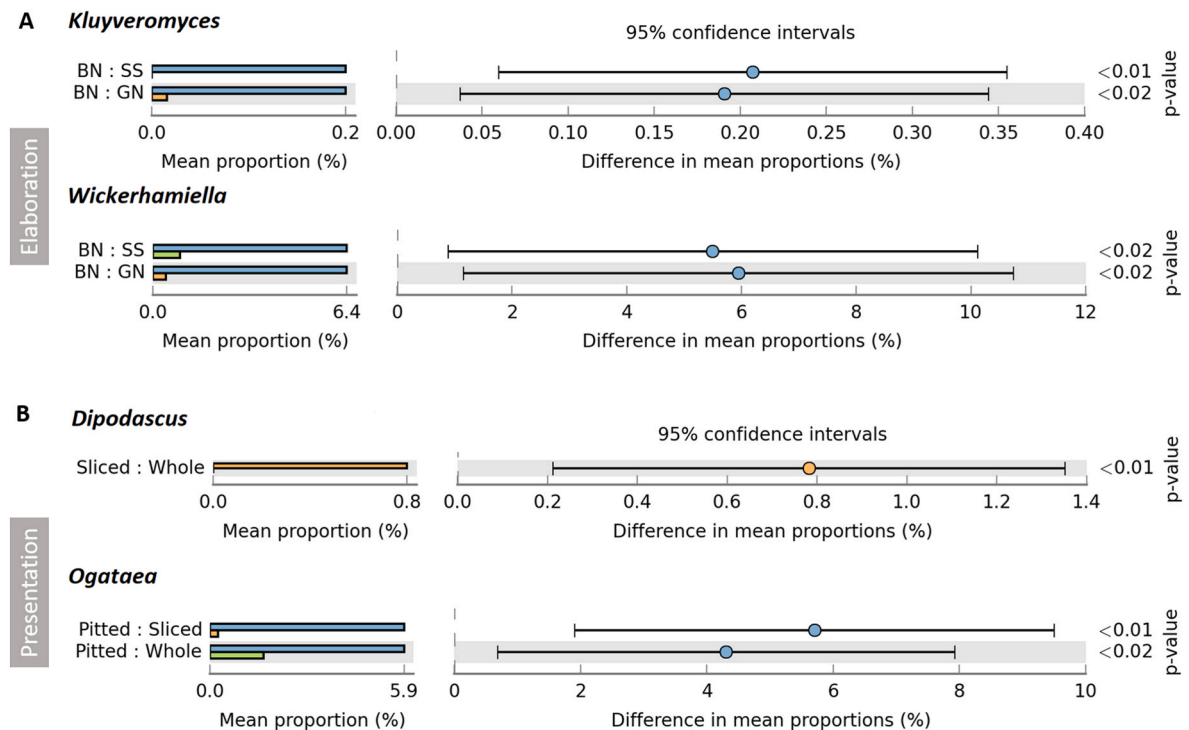 A Kluyveromyces
95% confidence intervals
BN : SS <0.01
BN : GN <0.02
p-value
0.0 0.2 0.00 0.05 0.10 0.15 0.20 0.25 0.30 0.35 0.40
Mean proportion (%) Difference in mean proportions (%)
Elaboration
Wickerhamiella
BN : SS <0.02
BN : GN <0.02
p-value
0.0 6.4 0 2 4 6 8 10 12
Mean proportion (%) Difference in mean proportions (%)
B Dipodascus
95% confidence intervals
Sliced : Whole <0.01
p-value
0.0 0.8 0.0 0.2 0.4 0.6 0.8 1.0 1.2 1.4
Mean proportion (%) Difference in mean proportions (%)
Presentation
Ogataea
Pitted : Sliced <0.01
Pitted : Whole <0.02
p-value
0.0 5.9 0 2 4 6 8 10
Mean proportion (%) Difference in mean proportions (%)